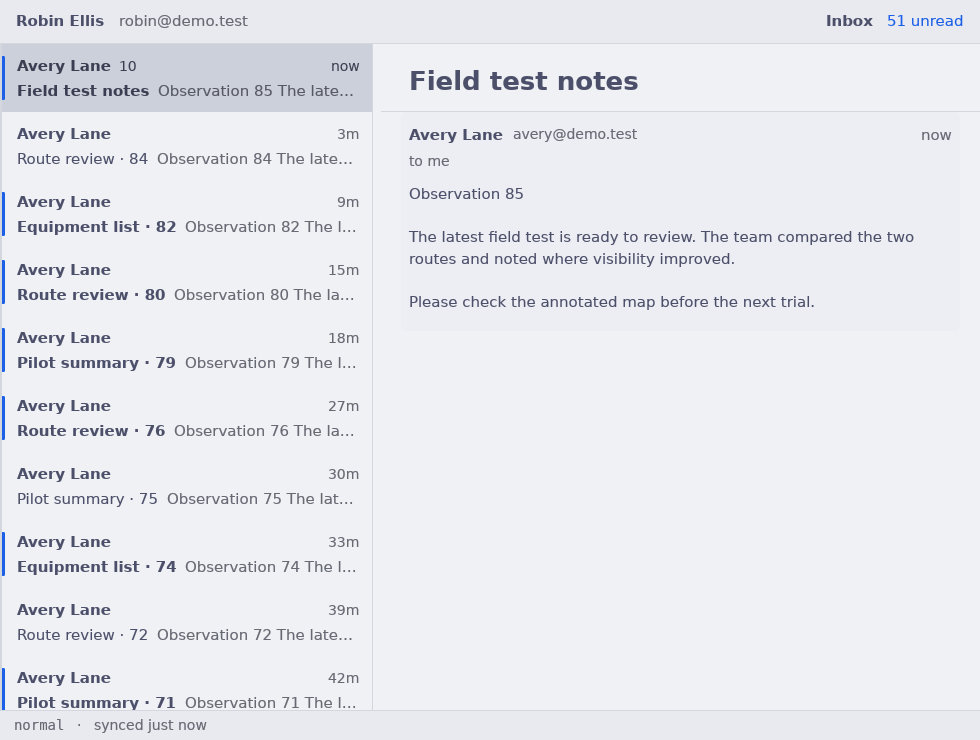 Robin Ellis robin@demo.test Inbox 51 unread
Avery Lane 10 now
Field test notes Observation 85 The late…
Avery Lane 3m
Route review · 84 Observation 84 The late…
Avery Lane 9m
Equipment list · 82 Observation 82 The l…
Avery Lane 15m
Route review · 80 Observation 80 The la…
Avery Lane 18m
Pilot summary · 79 Observation 79 The l…
Avery Lane 27m
Route review · 76 Observation 76 The la…
Avery Lane 30m
Pilot summary · 75 Observation 75 The lat…
Avery Lane 33m
Equipment list · 74 Observation 74 The l…
Avery Lane 39m
Route review · 72 Observation 72 The late…
Avery Lane 42m
Pilot summary · 71 Observation 71 The l…
Field test notes
Avery Lane avery@demo.test now
to me
Observation 85
The latest field test is ready to review. The team compared the two
routes and noted where visibility improved.
Please check the annotated map before the next trial.
normal · synced just now